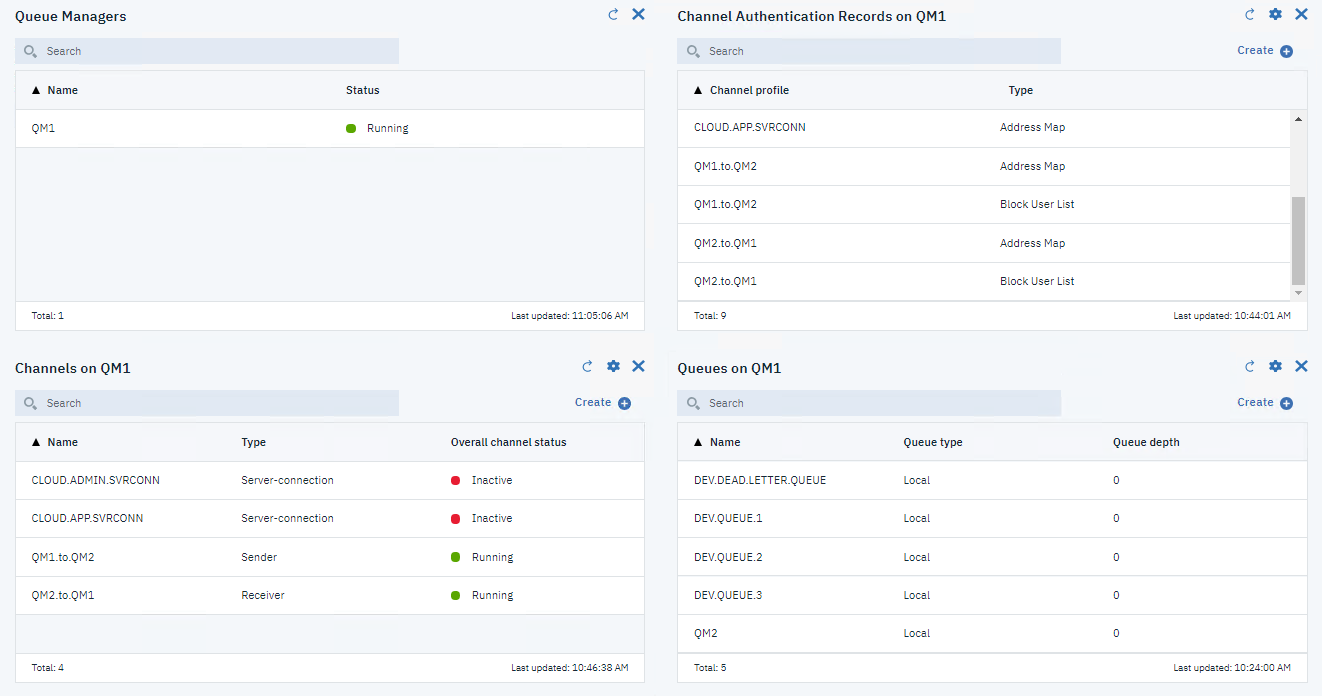 Queue Managers
Search
▲ Name Status
QM1 Running
Total: 1 Last updated: 11:05:06 AM
Channel Authentication Records on QM1
Search Create
▲ Channel profile Type
CLOUD.APP.SVRCONN Address Map
QM1.to.QM2 Address Map
QM1.to.QM2 Block User List
QM2.to.QM1 Address Map
QM2.to.QM1 Block User List
Total: 9 Last updated: 10:44:01 AM
Channels on QM1
Search Create
▲ Name Type Overall channel status
CLOUD.ADMIN.SVRCONN Server-connection Inactive
CLOUD.APP.SVRCONN Server-connection Inactive
QM1.to.QM2 Sender Running
QM2.to.QM1 Receiver Running
Total: 4 Last updated: 10:46:38 AM
Queues on QM1
Search Create
▲ Name Queue type Queue depth
DEV.DEAD.LETTER.QUEUE Local 0
DEV.QUEUE.1 Local 0
DEV.QUEUE.2 Local 0
DEV.QUEUE.3 Local 0
QM2 Local 0
Total: 5 Last updated: 10:24:00 AM